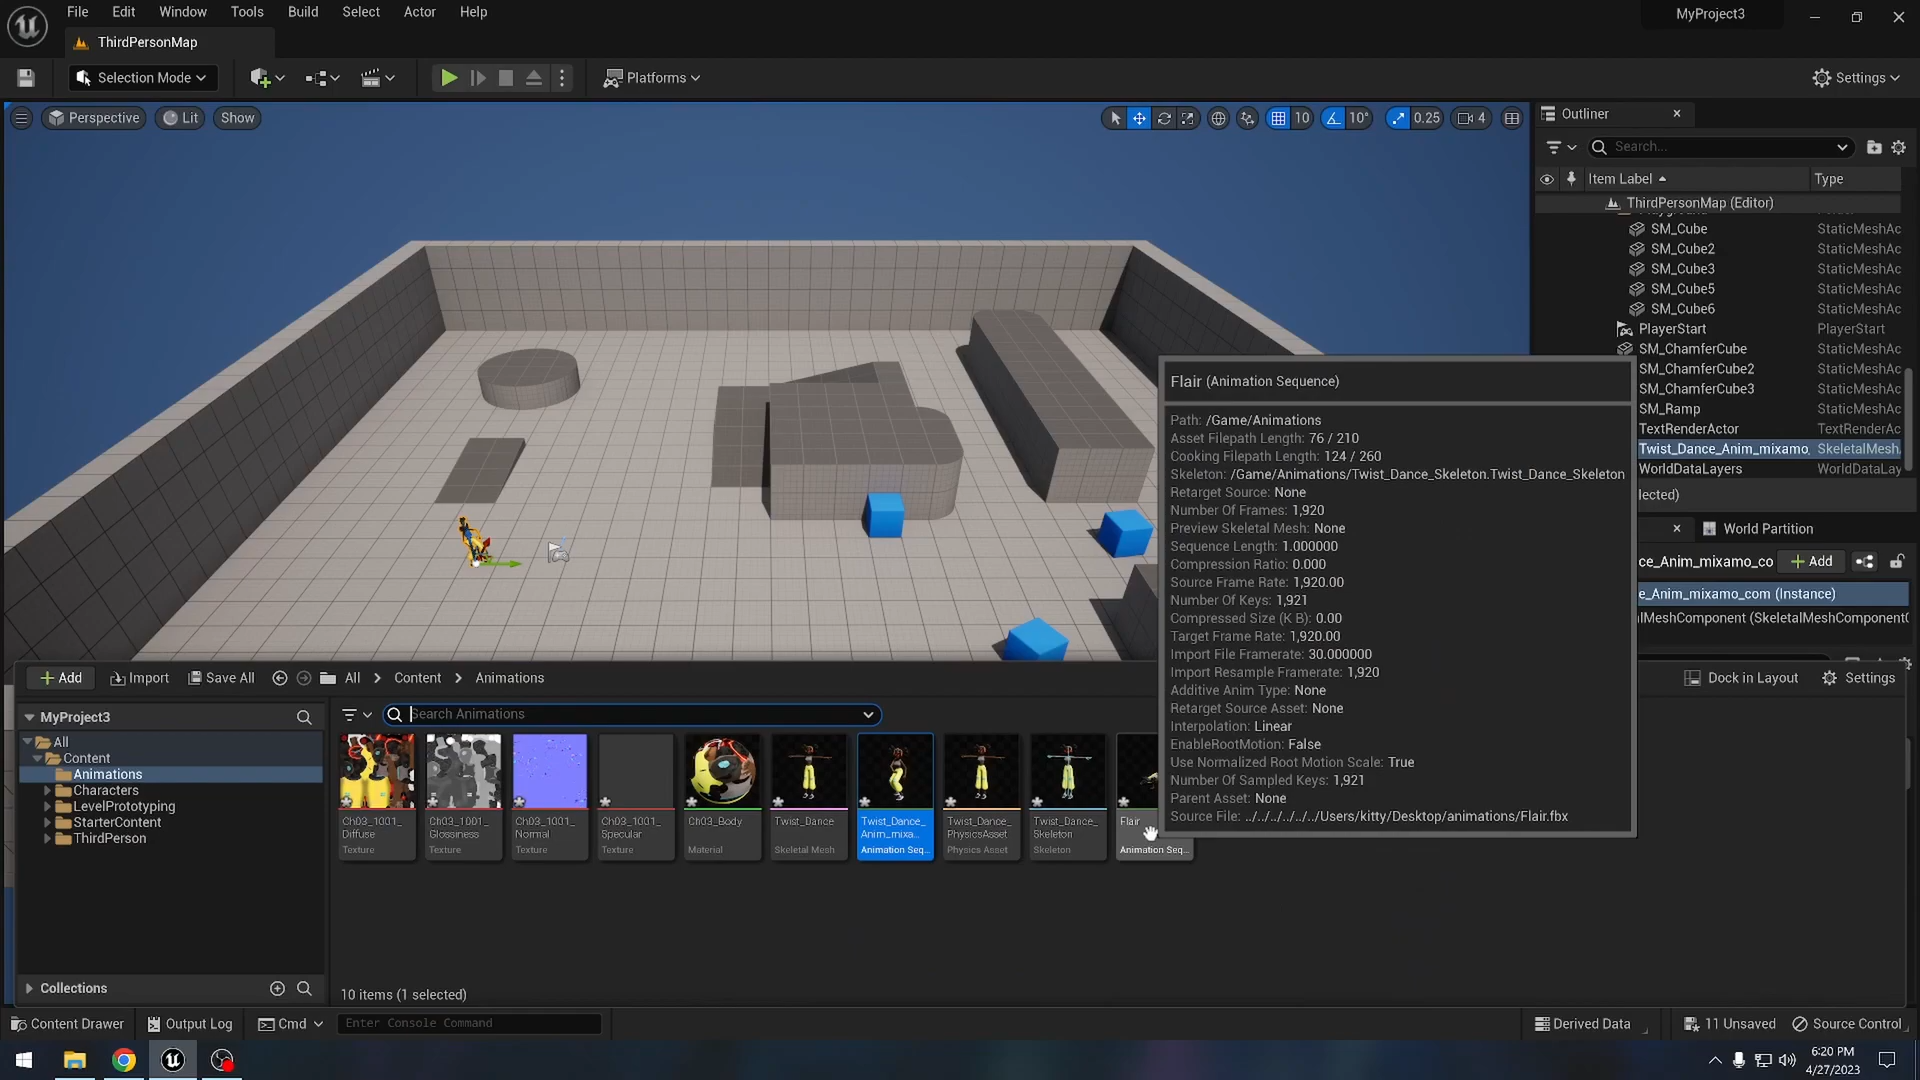 File Edit Window Tools Build Select Actor Help
MyProject3
ThirdPersonMap
Selection Mode
Platforms
Settings
Perspective
Lit
Show
10
10°
0.25
4
Outliner
Search...
Item Label
Type
ThirdPersonMap (Editor)
SM_Cube StaticMeshAc
SM_Cube2 StaticMeshAc
SM_Cube3 StaticMeshAc
SM_Cube5 StaticMeshAc
SM_Cube6 StaticMeshAc
PlayerStart PlayerStart
SM_ChamferCube StaticMeshAc
SM_ChamferCube2 StaticMeshAc
SM_ChamferCube3 StaticMeshAc
SM_Ramp StaticMeshAc
TextRenderActor TextRenderAc
Twist_Dance_Anim_mixamo_ SkeletalMesh
WorldDataLayers WorldDataLay
lected)
World Partition
ce_Anim_mixamo_co
Add
e_Anim_mixamo_com (Instance)
lMeshComponent (SkeletalMeshComponent0
Flair (Animation Sequence)
Path: /Game/Animations
Asset Filepath Length: 76 / 210
Cooking Filepath Length: 124 / 260
Skeleton: /Game/Animations/Twist_Dance_Skeleton.Twist_Dance_Skeleton
Retarget Source: None
Number Of Frames: 1,920
Preview Skeletal Mesh: None
Sequence Length: 1.000000
Compression Ratio: 0.000
Source Frame Rate: 1,920.00
Number Of Keys: 1,921
Compressed Size (K B): 0.00
Target Frame Rate: 1,920.00
Import File Framerate: 30.000000
Import Resample Framerate: 1,920
Additive Anim Type: None
Retarget Source Asset: None
Interpolation: Linear
EnableRootMotion: False
Use Normalized Root Motion Scale: True
Number Of Sampled Keys: 1,921
Parent Asset: None
Source File: ../../../../../../Users/kitty/Desktop/animations/Flair.fbx
Add
Import
Save All
All > Content > Animations
Dock in Layout
Settings
MyProject3
Search Animations
All
Content
Animations
Characters
LevelPrototyping
StarterContent
ThirdPerson
Ch03_1001_
Diffuse
Texture
Ch03_1001_
Glossiness
Texture
Ch03_1001_
Normal
Texture
Ch03_1001_
Specular
Texture
Ch03_Body
Material
Twist_Dance
Skeletal Mesh
Twist_Dance_
Anim_mixa...
Animation Seq...
Twist_Dance_
PhysicsAsset
Physics Asset
Twist_Dance_
Skeleton
Skeleton
Flair
Animation Seq...
Collections
10 items (1 selected)
Content Drawer
Output Log
Cmd
Enter Console Command
Derived Data
11 Unsaved
Source Control
6:20 PM
4/27/2023